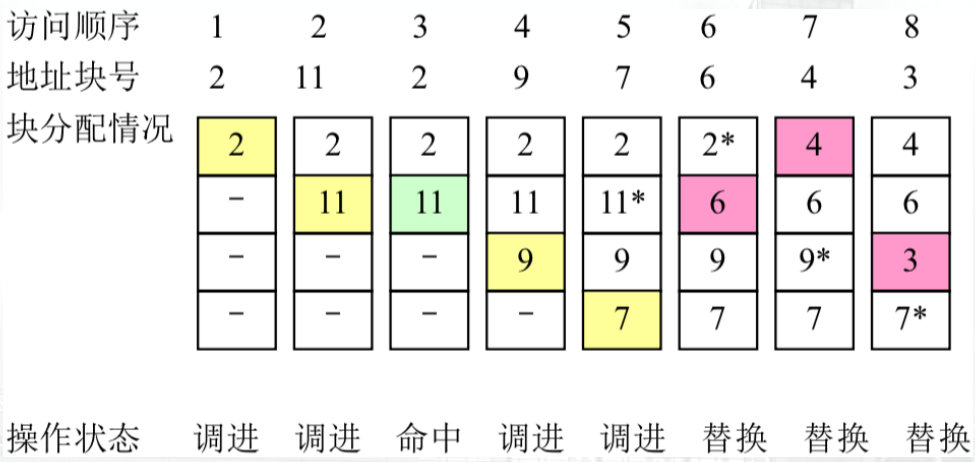 访问顺序 1 2 3 4 5 6 7 8
地址块号 2 11 2 9 7 6 4 3
块分配情况 2 2 2 2 2 2* 4 4
- 11 11 11 11* 6 6 6
- - - 9 9 9 9* 3
- - - - 7 7 7 7*
操作状态 调进 调进 命中 调进 调进 替换 替换 替换